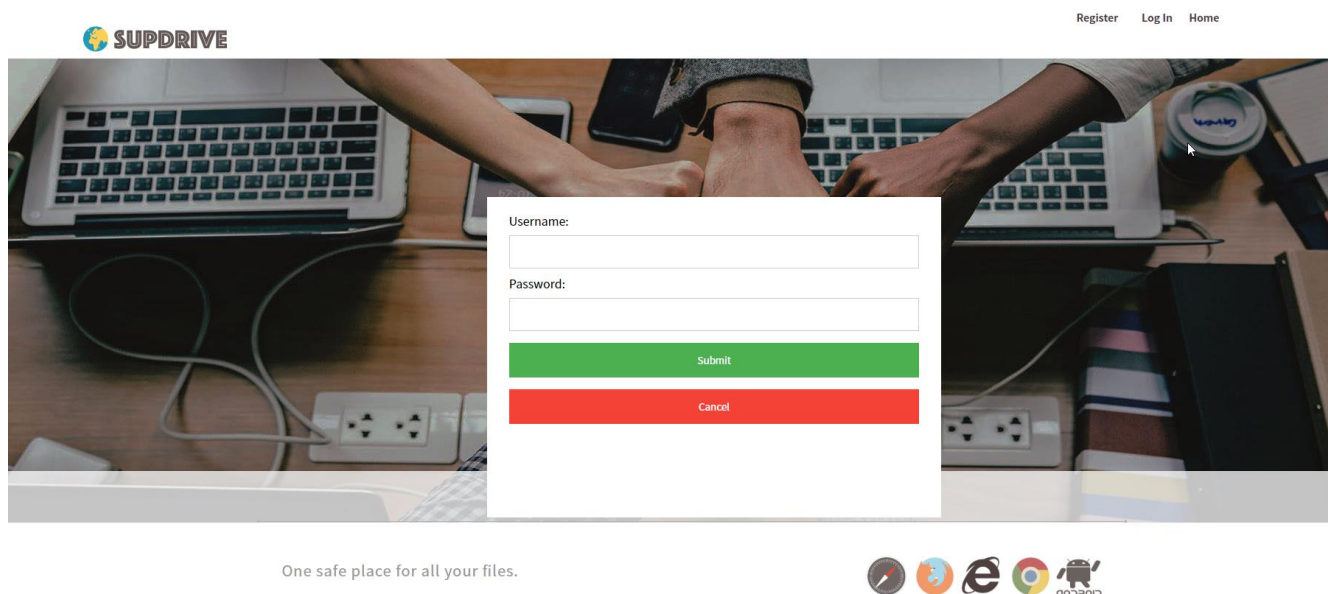 Register Log In Home
SUPDRIVE
Username:
Password:
Submit
Cancel
One safe place for all your files.